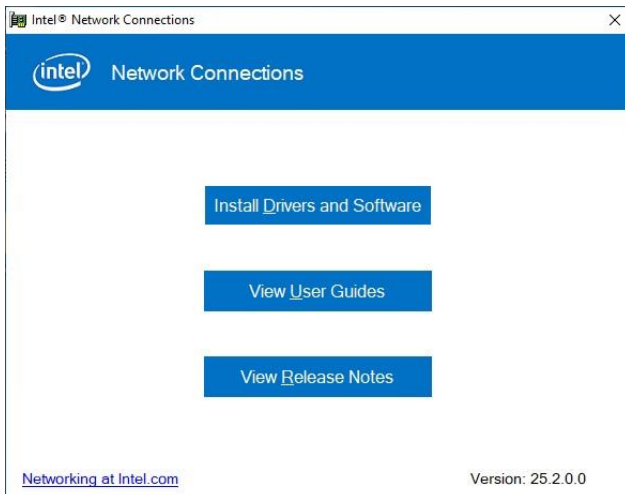 Intel® Network Connections
intel
Network Connections
Install Drivers and Software
View User Guides
View Release Notes
Networking at Intel.com
Version: 25.2.0.0